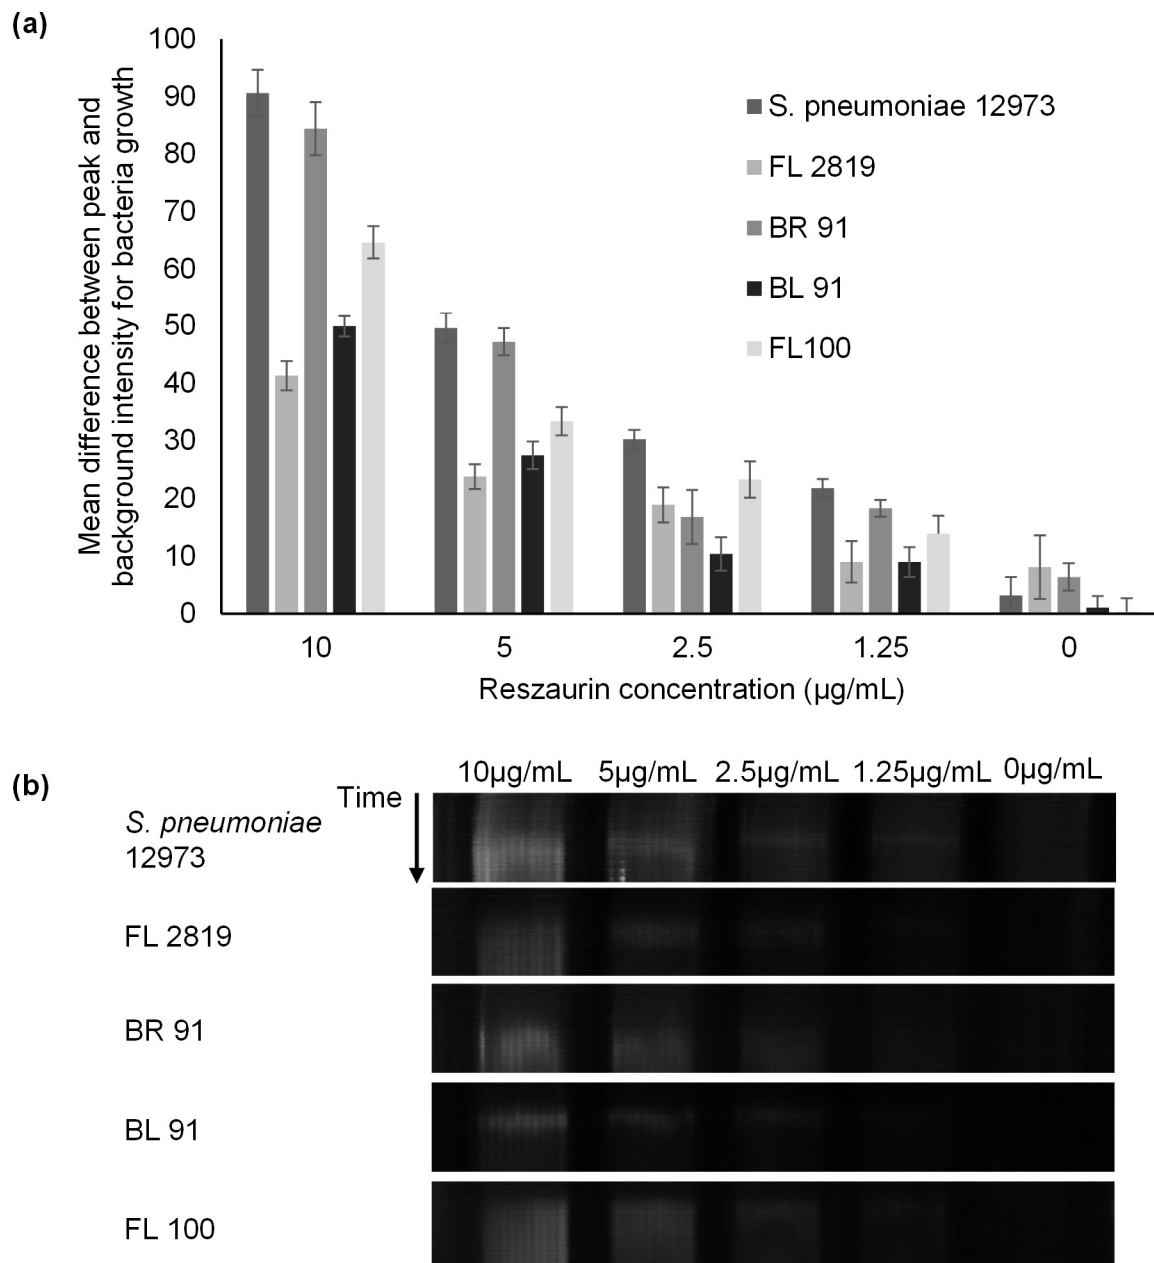 (a)
Mean difference between peak and
background intensity for bacteria growth
100
90
80
70
60
50
40
30
20
10
0
S. pneumoniae 12973
FL 2819
BR 91
BL 91
FL100
10 5 2.5 1.25 0
Reszaurin concentration (µg/mL)
(b)
10µg/mL 5µg/mL 2.5µg/mL 1.25µg/mL 0µg/mL
Time
S. pneumoniae
12973
FL 2819
BR 91
BL 91
FL 100